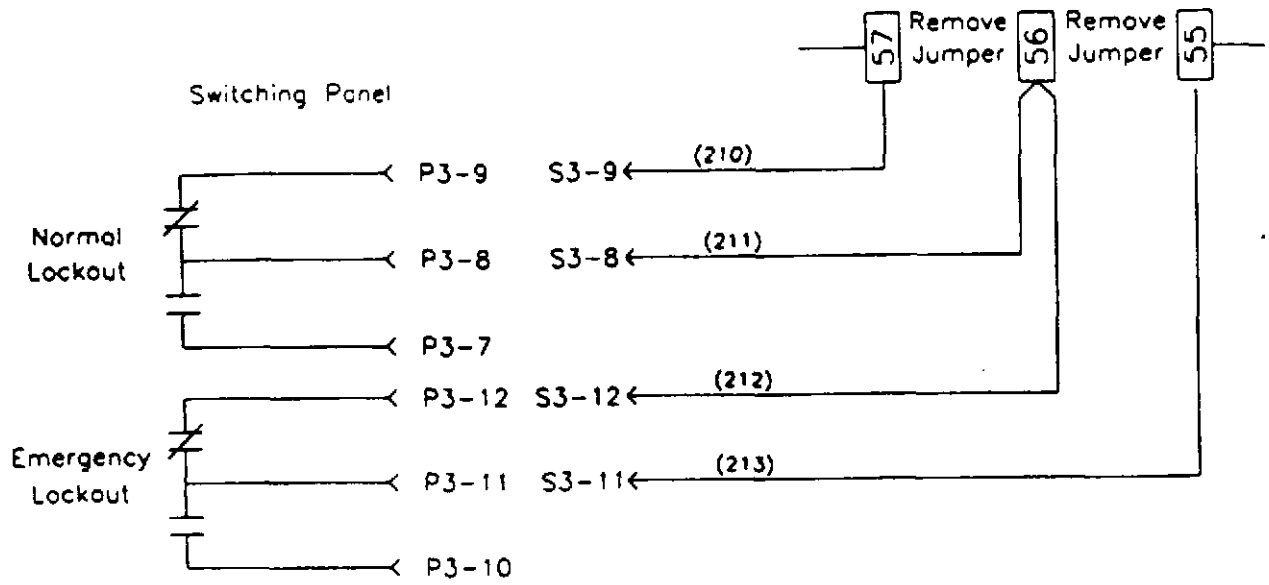 57
Remove
Jumper
56
Remove
Jumper
55
Switching Panel
P3-9 S3-9 (210)
Normal
Lockout
P3-8 S3-8 (211)
P3-7
P3-12 S3-12 (212)
Emergency
Lockout
P3-11 S3-11 (213)
P3-10